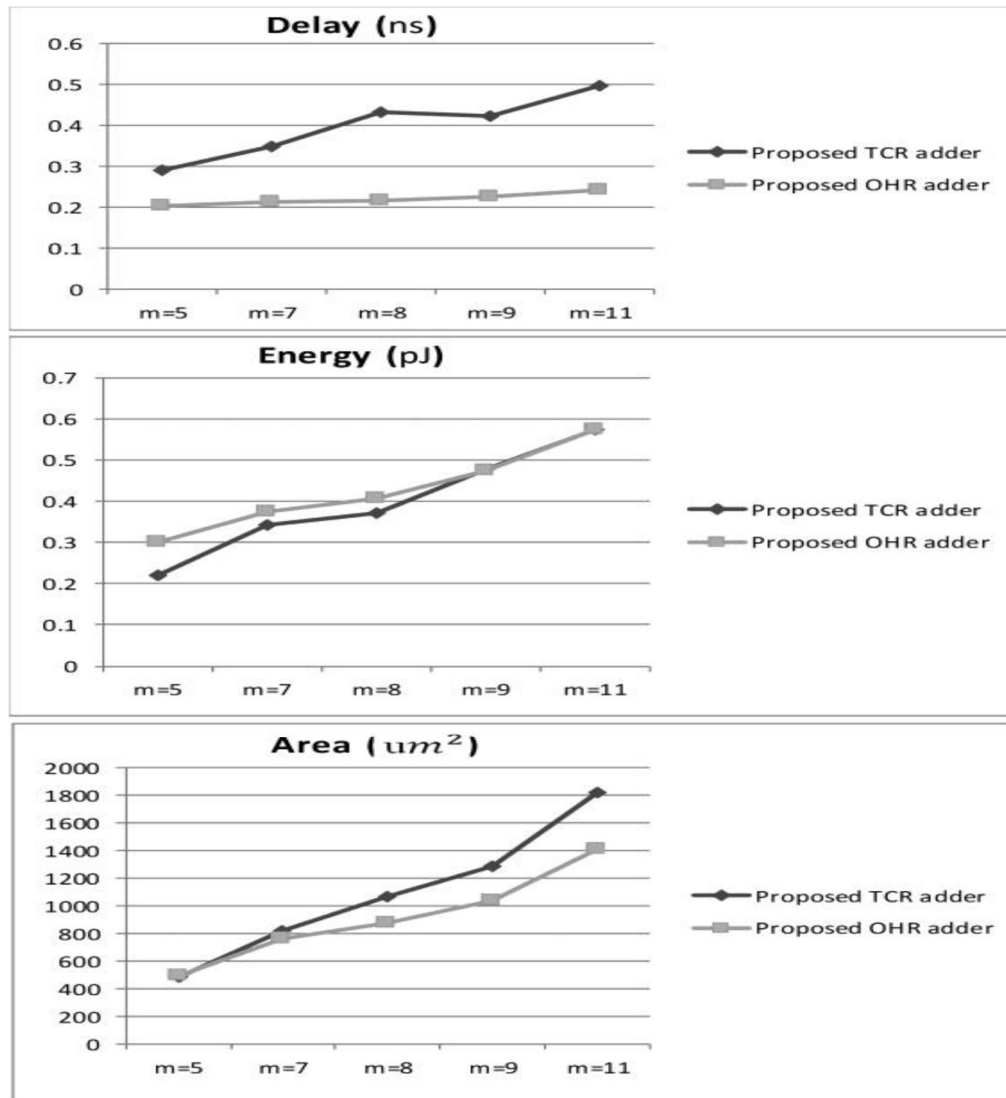 Delay (ns)
0.6
0.5
0.4
0.3
0.2
0.1
0
m=5 m=7 m=8 m=9 m=11
Proposed TCR adder
Proposed OHR adder
Energy (pJ)
0.7
0.6
0.5
0.4
0.3
0.2
0.1
0
m=5 m=7 m=8 m=9 m=11
Proposed TCR adder
Proposed OHR adder
Area (um²)
2000
1800
1600
1400
1200
1000
800
600
400
200
0
m=5 m=7 m=8 m=9 m=11
Proposed TCR adder
Proposed OHR adder